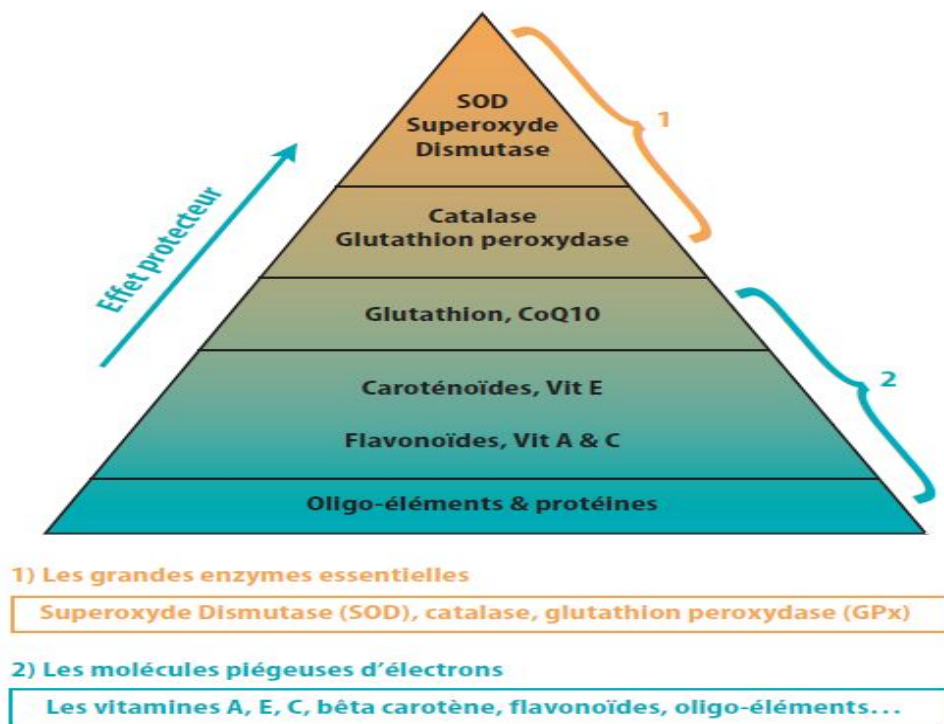 SOD
Superoxyde
Dismutase
1
Effet protecteur
Catalase
Glutathion peroxydase
Glutathion, CoQ10
2
Caroténoïdes, Vit E
Flavonoïdes, Vit A & C
Oligo-éléments & protéines
1) Les grandes enzymes essentielles
Superoxyde Dismutase (SOD), catalase, glutathion peroxydase (GPx)
2) Les molécules piégeuses d'électrons
Les vitamines A, E, C, bêta carotène, flavonoïdes, oligo-éléments...